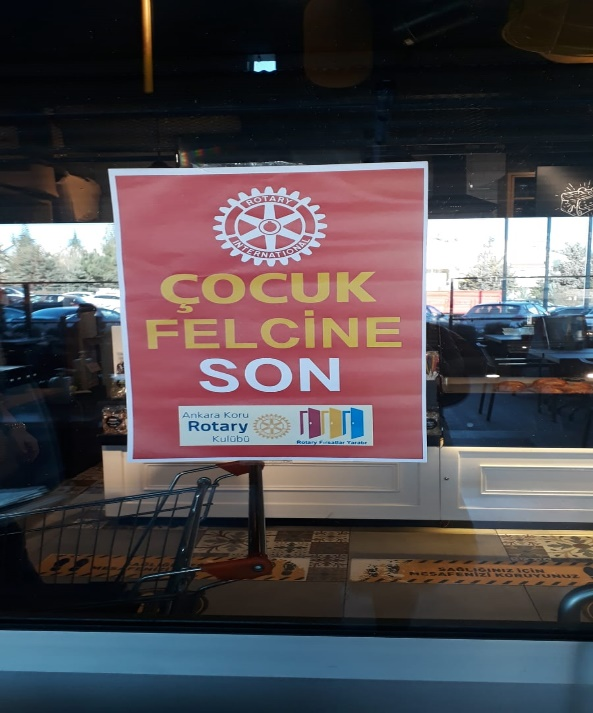 ROTARY
INTERNATIONAL
ÇOCUK
FELCİNE
SON
Ankara Koru
Rotary
Kulübü
Rotary Fırsatlar Yaratır
SAĞLIĞINIZ İÇİN
MESAFENİZİ KORUYUNUZ